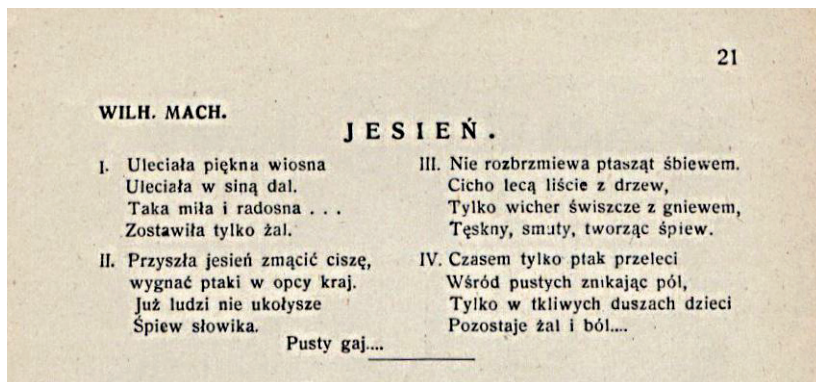 21
WILH. MACH.
JESIEŃ.
I. Uleciała piękna wiosna
Uleciała w siną dal.
Taka miła i radosna . . .
Zostawiła tylko żal.
II. Przyszła jesień zmącić ciszę,
wygnać ptaki w opcy kraj.
Już ludzi nie ukołysze
Śpiew słowika.
Pusty gaj....
III. Nie rozbrzmiewa ptasząt śbiewem.
Cicho lecą liście z drzew,
Tylko wicher świszcze z gniewem,
Tęskny, smuty, tworząc śpiew.
IV. Czasem tylko ptak przeleci
Wśród pustych znikając pól,
Tylko w tkliwych duszach dzieci
Pozostaje żal i ból....